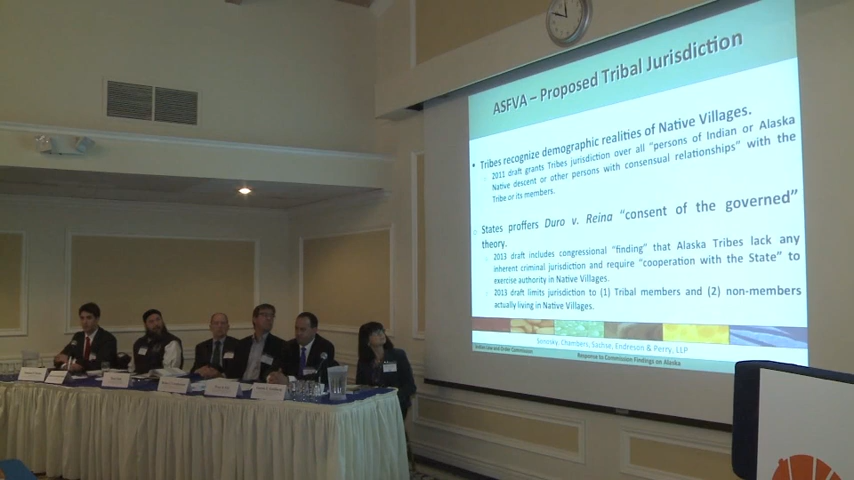 ASFVA – Proposed Tribal Jurisdiction
• Tribes recognize demographic realities of Native Villages.
2011 draft grants Tribes jurisdiction over all “persons of Indian or Alaska
Native descent or other persons with consensual relationships” with the
Tribe or its members.
States proffers Duro v. Reina “consent of the governed”
theory.
2013 draft includes congressional “finding” that Alaska Tribes lack any
inherent criminal jurisdiction and require “cooperation with the State” to
exercise authority in Native Villages.
2013 draft limits jurisdiction to (1) Tribal members and (2) non-members
actually living in Native Villages.
Sonosky, Chambers, Sachse, Endreson & Perry, LLP
Indian Law and Order Commission
Response to Commission Findings on Alaska